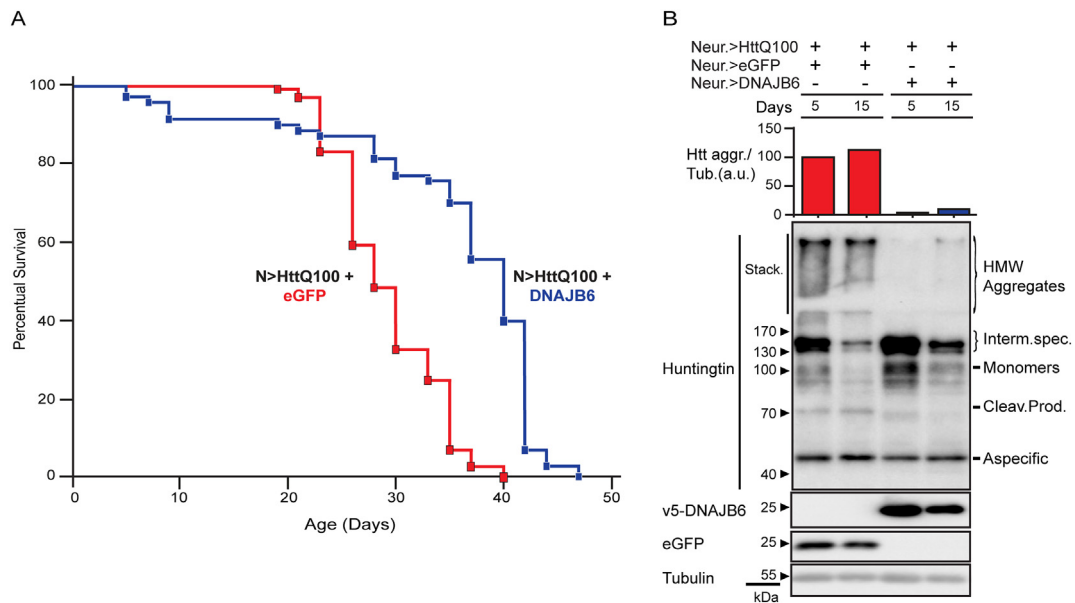 A
100
80
60
40
20
0
Percentual Survival
0 10 20 30 40 50
Age (Days)
N>HttQ100 +
eGFP
N>HttQ100 +
DNAJB6
B
Neur.>HttQ100 + + + +
Neur.>eGFP + + - -
Neur.>DNAJB6 - - + +
Days 5 15 5 15
Htt aggr./
Tub.(a.u.)
150
100
50
0
Stack.
HMW
Aggregates
Huntingtin
170
130
100
70
40
Interm.spec.
Monomers
Cleav.Prod.
Aspecific
v5-DNAJB6 25
eGFP 25
Tubulin 55
kDa